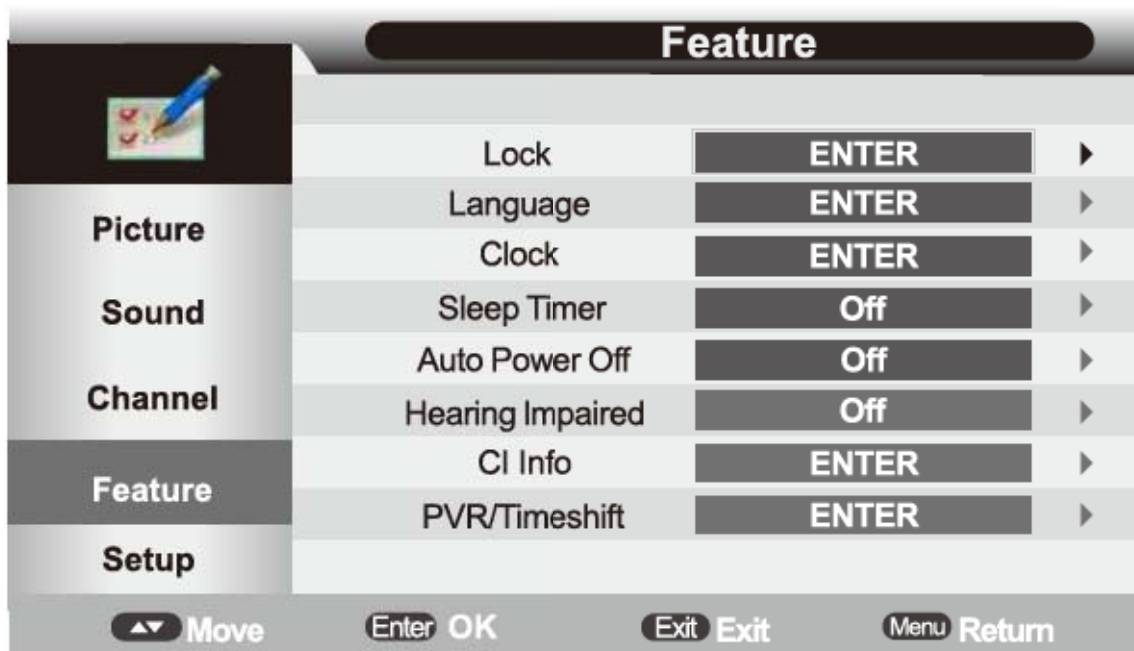 Feature
Picture
Sound
Channel
Feature
Setup
Lock ENTER
Language ENTER
Clock ENTER
Sleep Timer Off
Auto Power Off Off
Hearing Impaired Off
CI Info ENTER
PVR/Timeshift ENTER
Move Enter OK Exit Exit Menu Return